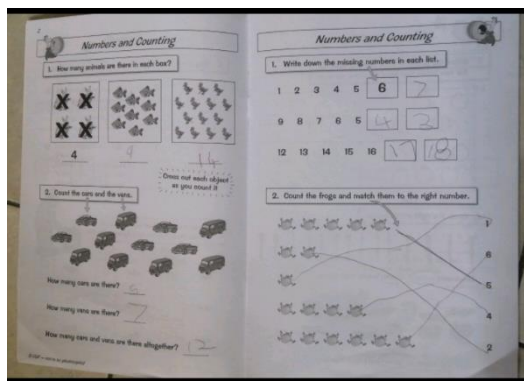 Numbers and Counting
1. How many animals are there in each box?
4 9 14
Cross out each object
as you count it
2. Count the cars and the vans.
How many cars are there? 5
How many vans are there? 7
How many cars and vans are there altogether? 12
Numbers and Counting
1. Write down the missing numbers in each list.
1 2 3 4 5 6 7
9 8 7 6 5 4 3
12 13 14 15 16 17 18
2. Count the frogs and match them to the right number.
1
6
5
4
2